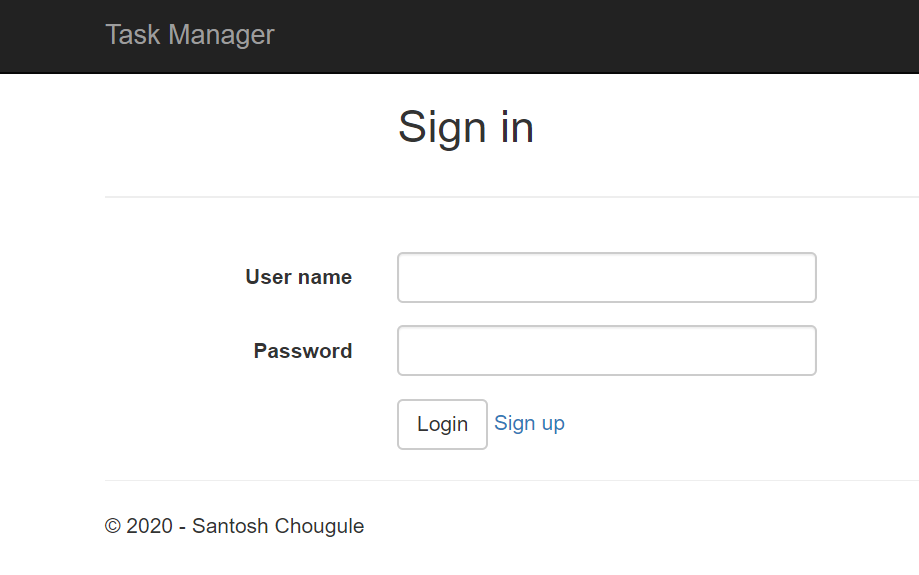 Task Manager
Sign in
User name
Password
Login Sign up
© 2020 - Santosh Chougule